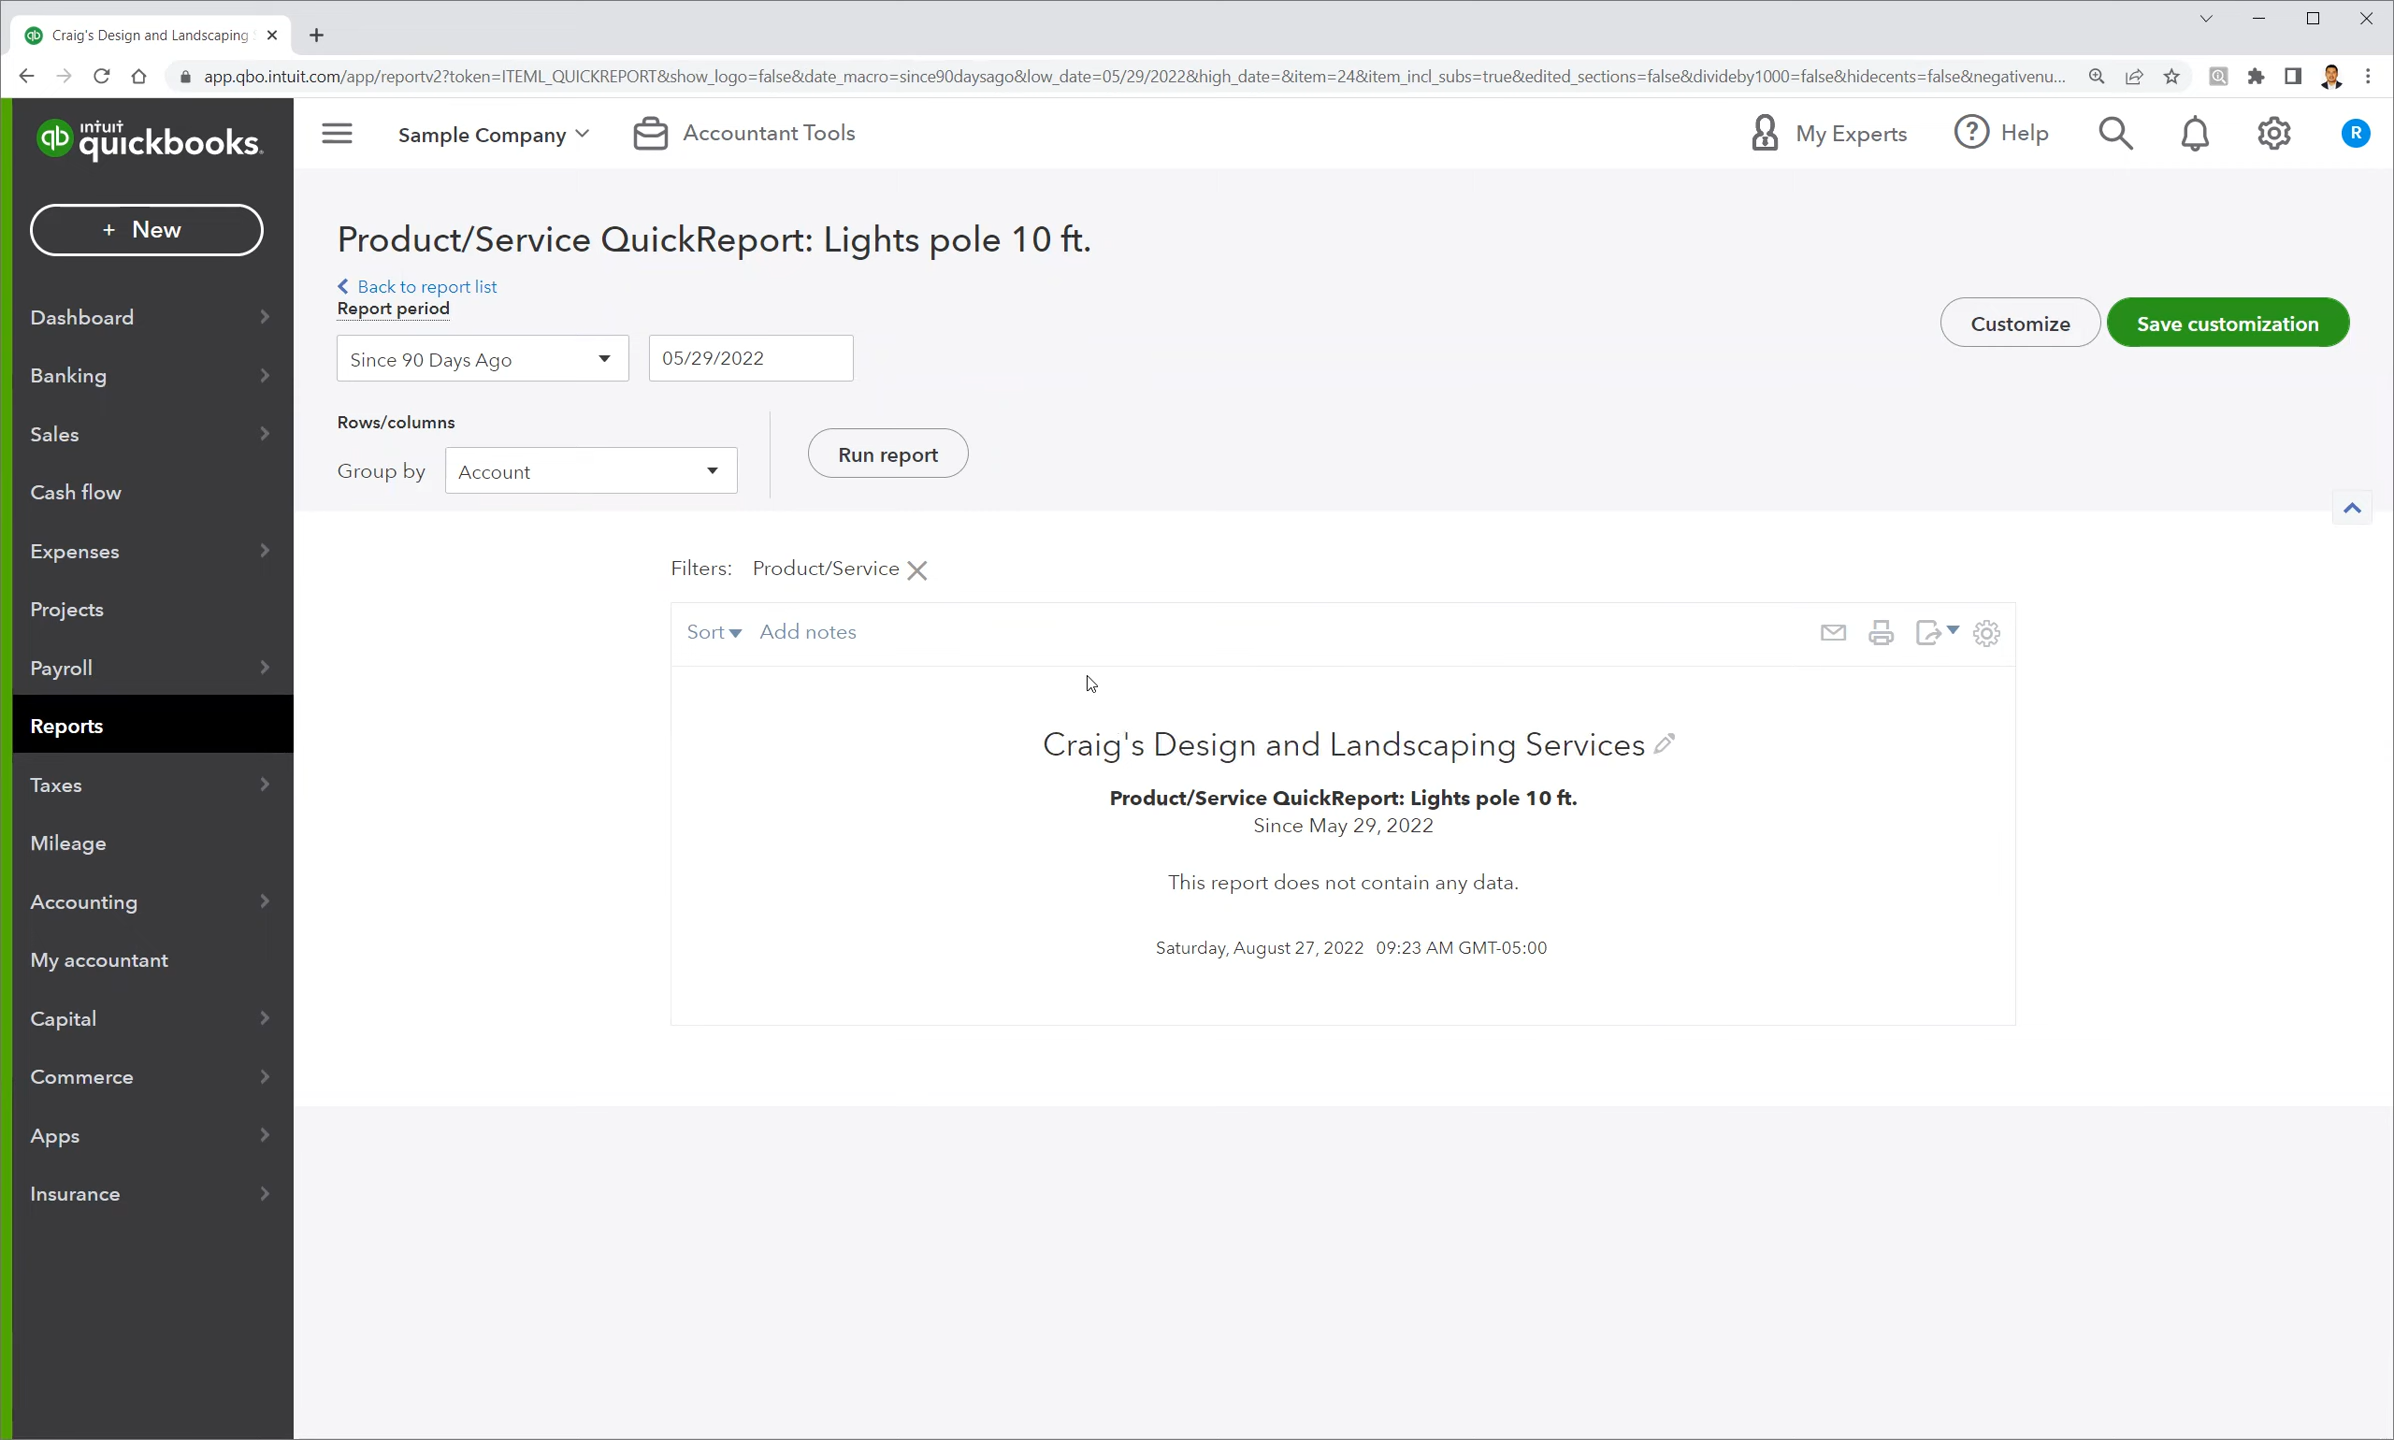 Craig's Design and Landscaping
app.qbo.intuit.com/app/reportv2?token=ITEML_QUICKREPORT&show_logo=false&date_macro=since90daysago&low_date=05/29/2022&high_date=&item=24&item_incl_subs=true&edited_sections=false&divideby1000=false&hidecents=false&negativenu...
intuit
quickbooks.
Sample Company
Accountant Tools
My Experts
? Help
R
+ New
Dashboard
Banking
Sales
Cash flow
Expenses
Projects
Payroll
Reports
Taxes
Mileage
Accounting
My accountant
Capital
Commerce
Apps
Insurance
Product/Service QuickReport: Lights pole 10 ft.
Back to report list
Report period
Since 90 Days Ago
05/29/2022
Customize
Save customization
Rows/columns
Group by
Account
Run report
Filters: Product/Service
Sort
Add notes
Craig's Design and Landscaping Services
Product/Service QuickReport: Lights pole 10 ft.
Since May 29, 2022
This report does not contain any data.
Saturday, August 27, 2022 09:23 AM GMT-05:00